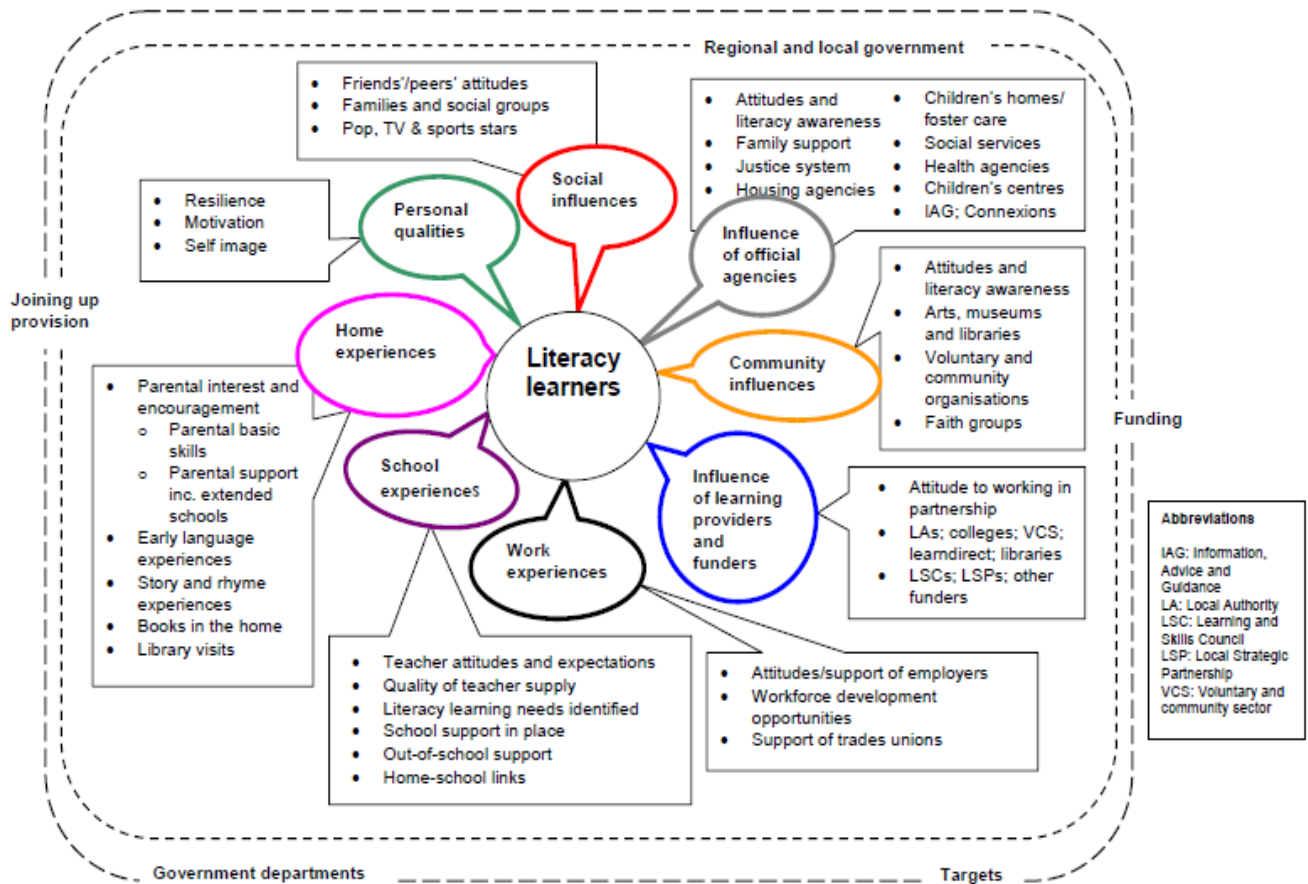 Regional and local government
• Friends'/peers' attitudes
• Families and social groups
• Pop, TV & sports stars
• Attitudes and
literacy awareness
• Family support
• Justice system
• Housing agencies
• Children's homes/
foster care
• Social services
• Health agencies
• Children's centres
• IAG; Connexions
Social
influences
• Resilience
• Motivation
• Self image
Personal
qualities
Influence
of official
agencies
• Attitudes and
literacy awareness
• Arts, museums
and libraries
• Voluntary and
community
organisations
• Faith groups
Joining up
provision
Home
experiences
Literacy
learners
Community
influences
• Parental interest and
encouragement
o Parental basic
skills
o Parental support
inc. extended
schools
• Early language
experiences
• Story and rhyme
experiences
• Books in the home
• Library visits
Funding
School
experiences
Influence
of learning
providers
and
funders
• Attitude to working in
partnership
• LAs; colleges; VCS;
learndirect; libraries
• LSCs; LSPs; other
funders
Work
experiences
Abbreviations
IAG: Information,
Advice and
Guidance
LA: Local Authority
LSC: Learning and
Skills Council
LSP: Local Strategic
Partnership
VCS: Voluntary and
community sector
• Teacher attitudes and expectations
• Quality of teacher supply
• Literacy learning needs identified
• School support in place
• Out-of-school support
• Home-school links
• Attitudes/support of employers
• Workforce development
opportunities
• Support of trades unions
Government departments
Targets